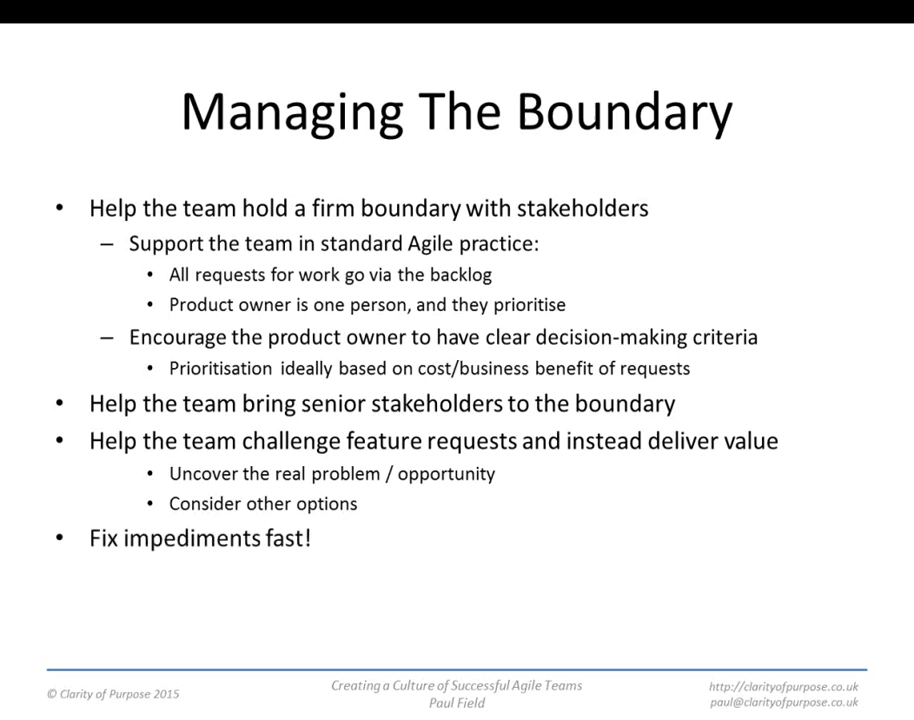 Managing The Boundary
• Help the team hold a firm boundary with stakeholders
– Support the team in standard Agile practice:
• All requests for work go via the backlog
• Product owner is one person, and they prioritise
– Encourage the product owner to have clear decision-making criteria
• Prioritisation ideally based on cost/business benefit of requests
• Help the team bring senior stakeholders to the boundary
• Help the team challenge feature requests and instead deliver value
• Uncover the real problem / opportunity
• Consider other options
• Fix impediments fast!
© Clarity of Purpose 2015
Creating a Culture of Successful Agile Teams
Paul Field
http://clarityofpurpose.co.uk
paul@clarityofpurpose.co.uk